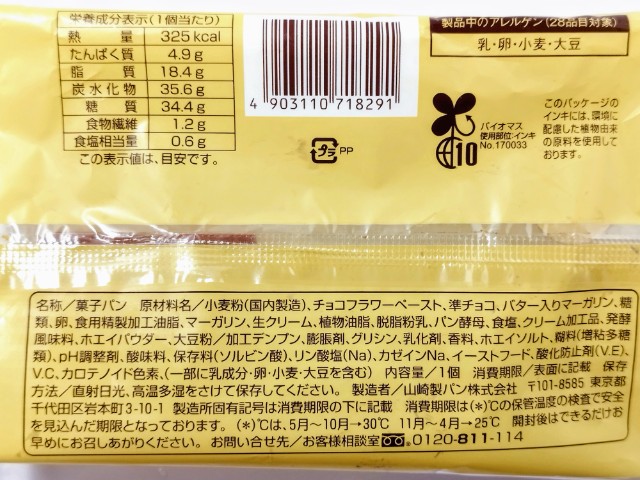 栄養成分表示(1個当たり)
熱 量 325 kcal
たんぱく質 4.9 g
脂 質 18.4 g
炭水化物 35.6 g
糖 質 34.4 g
食物繊維 1.2 g
食塩相当量 0.6 g
この表示値は、目安です。
4 903110 718291
プラ PP
製品中のアレルゲン(28品目対象)
乳・卵・小麦・大豆
バイオマス
使用部位:インキ
No.170033
10
このパッケージの
インキには、環境に
配慮した植物由来
の原料を使用して
おります。
名称/菓子パン 原材料名/小麦粉(国内製造)、チョコフラワーペースト、準チョコ、バター入りマーガリン、糖
類、卵、食用精製加工油脂、マーガリン、生クリーム、植物油脂、脱脂粉乳、パン酵母、食塩、クリーム加工品、発酵
風味料、ホエイパウダー、大豆粉/加工デンプン、膨脹剤、グリシン、乳化剤、香料、ホエイソルト、糊料(増粘多糖
類)、pH調整剤、酸味料、保存料(ソルビン酸)、リン酸塩(Na)、カゼインNa、イーストフード、酸化防止剤(V.E、
V.C、カロテノイド色素、(一部に乳成分・卵・小麦・大豆を含む) 内容量/1個 消費期限/表面に記載 保存
方法/直射日光、高温多湿をさけて保存してください。 製造者/山崎製パン株式会社 〒101-8585 東京都
千代田区岩本町3-10-1 製造所固有記号は消費期限の下に記載 消費期限は(*)℃の保管温度の検査で安全
を見込んだ期限となっております。(*)℃は、5月〜10月→30℃ 11月〜4月→25℃ 開封後はできるだけお
早めにお召しあがりください。 お問い合せ先/お客様相談室 0120-811-114